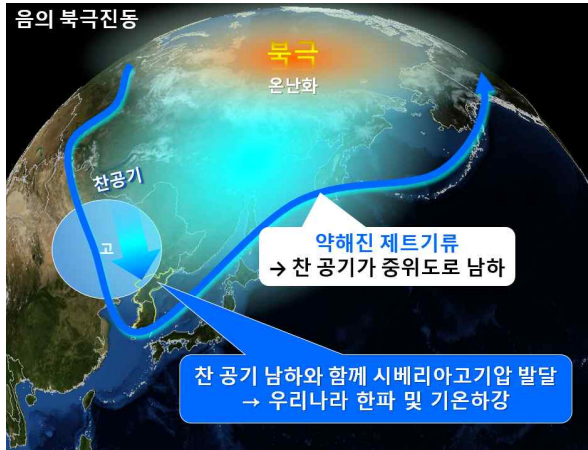 음의 북극진동
북극
온난화
찬공기
고
약해진 제트기류
→ 찬 공기가 중위도로 남하
찬 공기 남하와 함께 시베리아고기압 발달
→ 우리나라 한파 및 기온하강